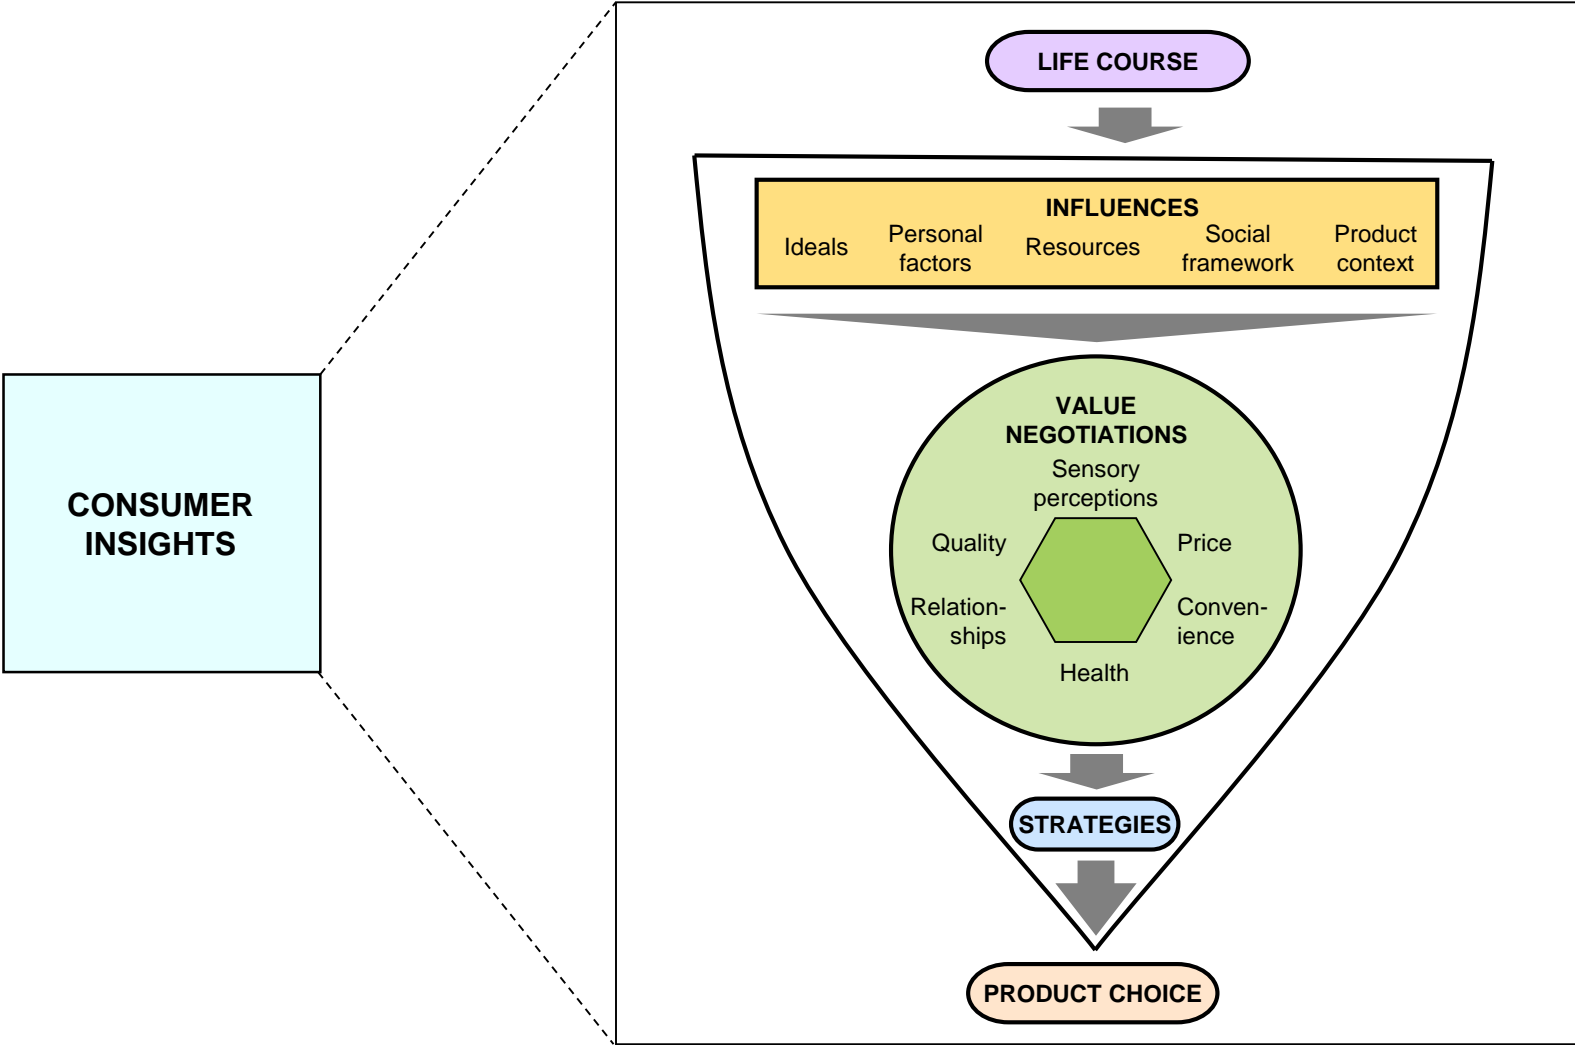 LIFE COURSE
INFLUENCES
Ideals
Personal
factors
Resources
Social
framework
Product
context
CONSUMER
INSIGHTS
VALUE
NEGOTIATIONS
Sensory
perceptions
Quality
Price
Relation-
ships
Conven-
ience
Health
STRATEGIES
PRODUCT CHOICE